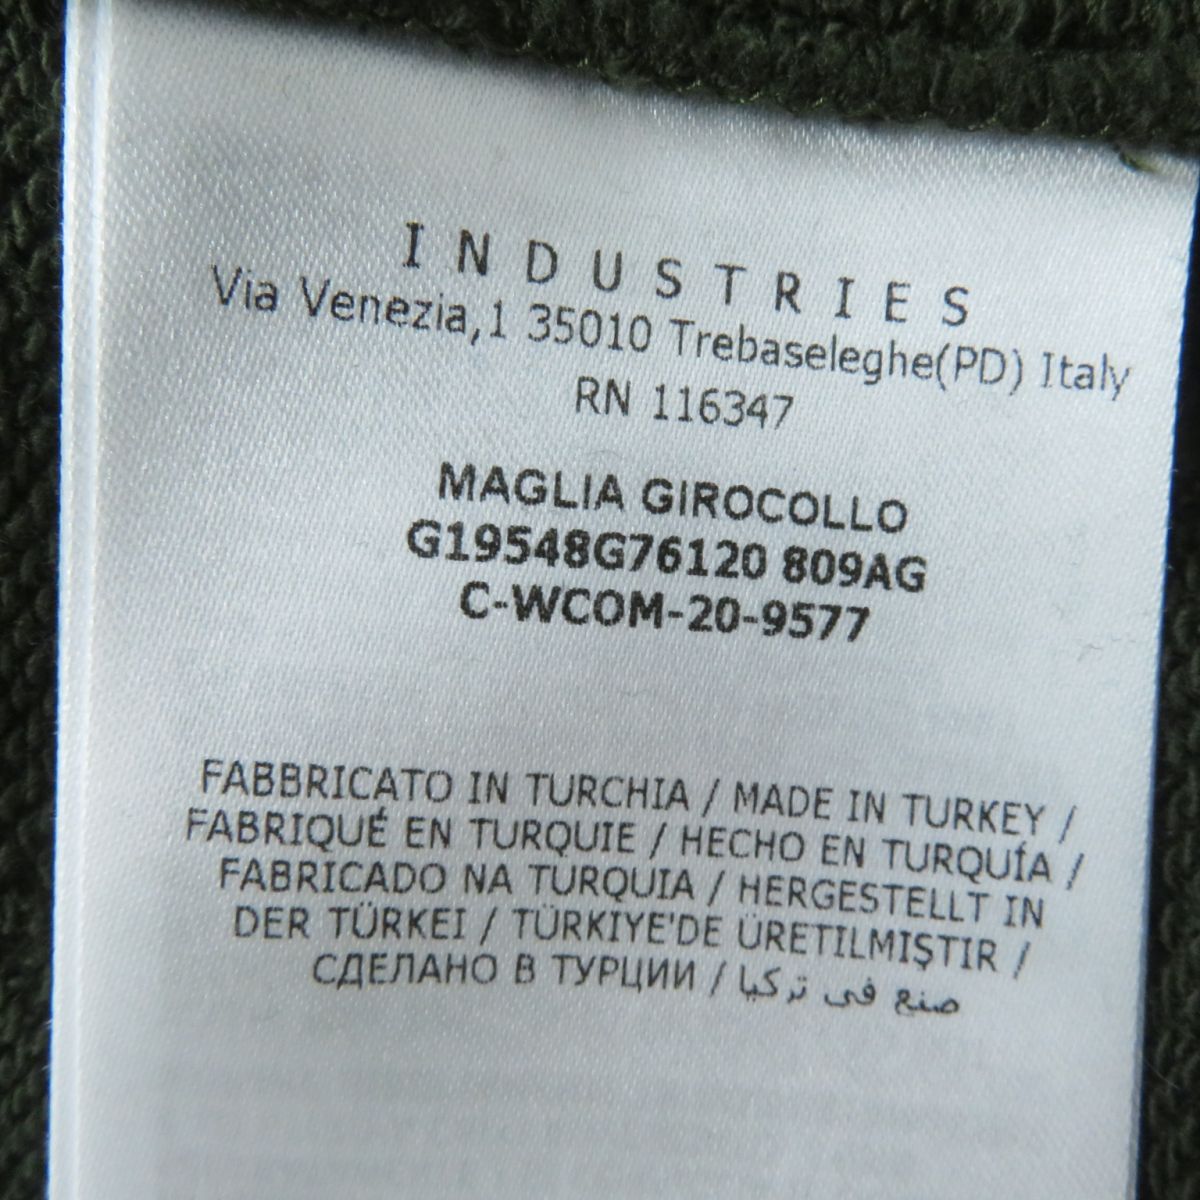 INDUSTRIES
Via Venezia,1 35010 Trebaseleghe(PD) Italy
RN 116347
MAGLIA GIROCOLLO
G19548G76120 809AG
C-WCOM-20-9577
FABBRICATO IN TURCHIA / MADE IN TURKEY /
FABRIQUÉ EN TURQUIE / HECHO EN TURQUÍA /
FABRICADO NA TURQUIA / HERGESTELLT IN
DER TÜRKEI / TÜRKIYE'DE ÜRETILMIŞTIR /
СДЕЛАНО В ТУРЦИИ / صنع في تركيا